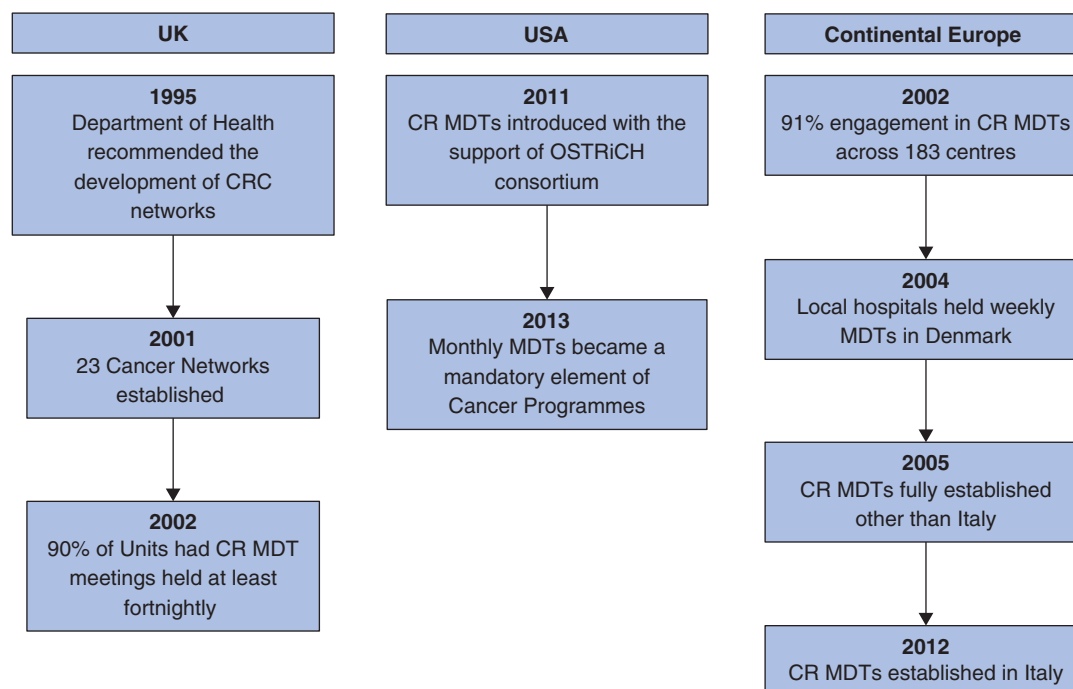 UK
1995
Department of Health
recommended the
development of CRC
networks
2001
23 Cancer Networks
established
2002
90% of Units had CR MDT
meetings held at least
fortnightly
USA
2011
CR MDTs introduced with the
support of OSTRiCH
consortium
2013
Monthly MDTs became a
mandatory element of
Cancer Programmes
Continental Europe
2002
91% engagement in CR MDTs
across 183 centres
2004
Local hospitals held weekly
MDTs in Denmark
2005
CR MDTs fully established
other than Italy
2012
CR MDTs established in Italy